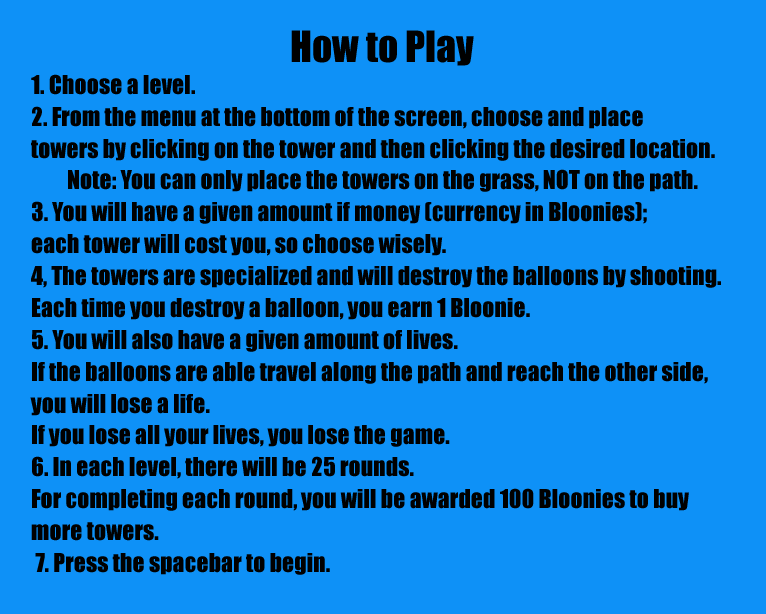 How to Play
1. Choose a level.
2. From the menu at the bottom of the screen, choose and place
towers by clicking on the tower and then clicking the desired location.
Note: You can only place the towers on the grass, NOT on the path.
3. You will have a given amount if money (currency in Bloonies);
each tower will cost you, so choose wisely.
4, The towers are specialized and will destroy the balloons by shooting.
Each time you destroy a balloon, you earn 1 Bloonie.
5. You will also have a given amount of lives.
If the balloons are able travel along the path and reach the other side,
you will lose a life.
If you lose all your lives, you lose the game.
6. In each level, there will be 25 rounds.
For completing each round, you will be awarded 100 Bloonies to buy
more towers.
7. Press the spacebar to begin.